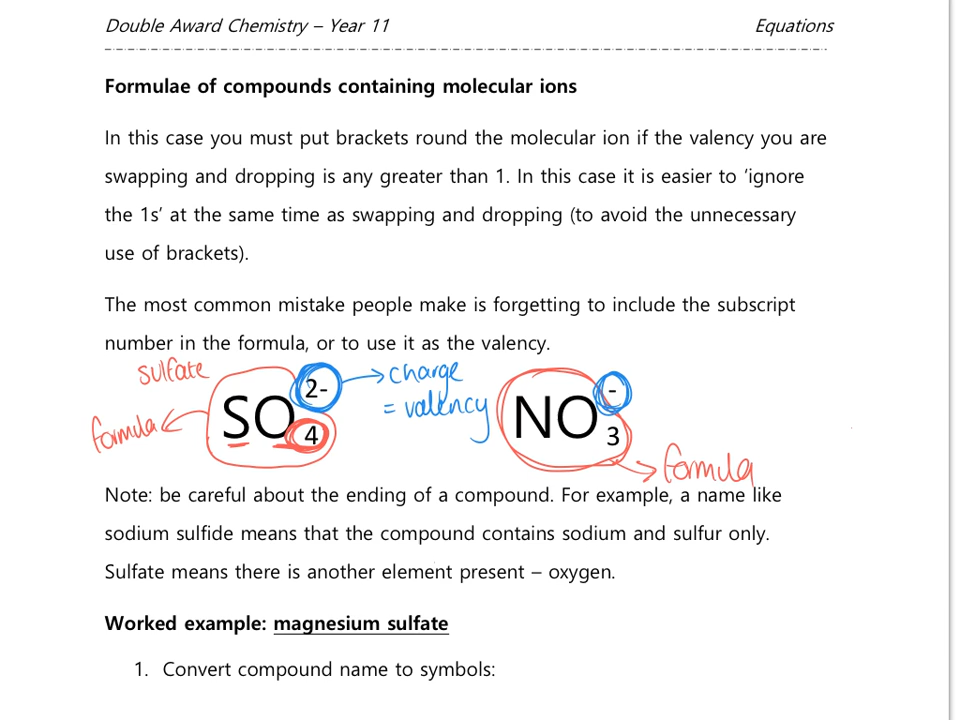 Double Award Chemistry – Year 11 Equations
Formulae of compounds containing molecular ions
In this case you must put brackets round the molecular ion if the valency you are
swapping and dropping is any greater than 1. In this case it is easier to ‘ignore
the 1s’ at the same time as swapping and dropping (to avoid the unnecessary
use of brackets).
The most common mistake people make is forgetting to include the subscript
number in the formula, or to use it as the valency.
sulfate
formula
SO₄²⁻
charge
= valency
NO₃⁻
formula
Note: be careful about the ending of a compound. For example, a name like
sodium sulfide means that the compound contains sodium and sulfur only.
Sulfate means there is another element present – oxygen.
Worked example: magnesium sulfate
1. Convert compound name to symbols: